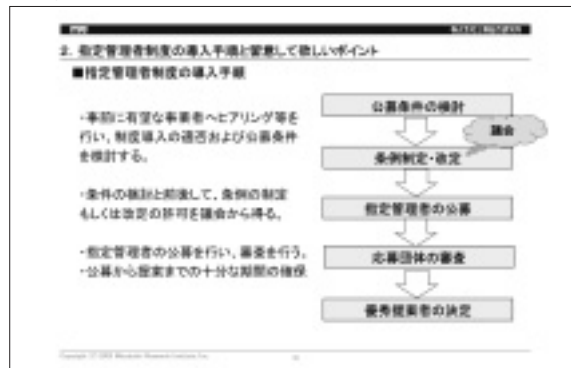 2. 指定管理者制度の導入手順と留意して欲しいポイント
■指定管理者制度の導入手順
・事前に有望な事業者へヒアリング等を
行い、制度導入の適否および公募条件
を検討する。
・条件の検討と前後して、条例の制定
もしくは改定の許可を議会から得る。
・指定管理者の公募を行い、審査を行う。
・公募から提案までの十分な期間の確保
公募条件の検討
議会
条例制定・改定
指定管理者の公募
応募団体の審査
優秀提案者の決定